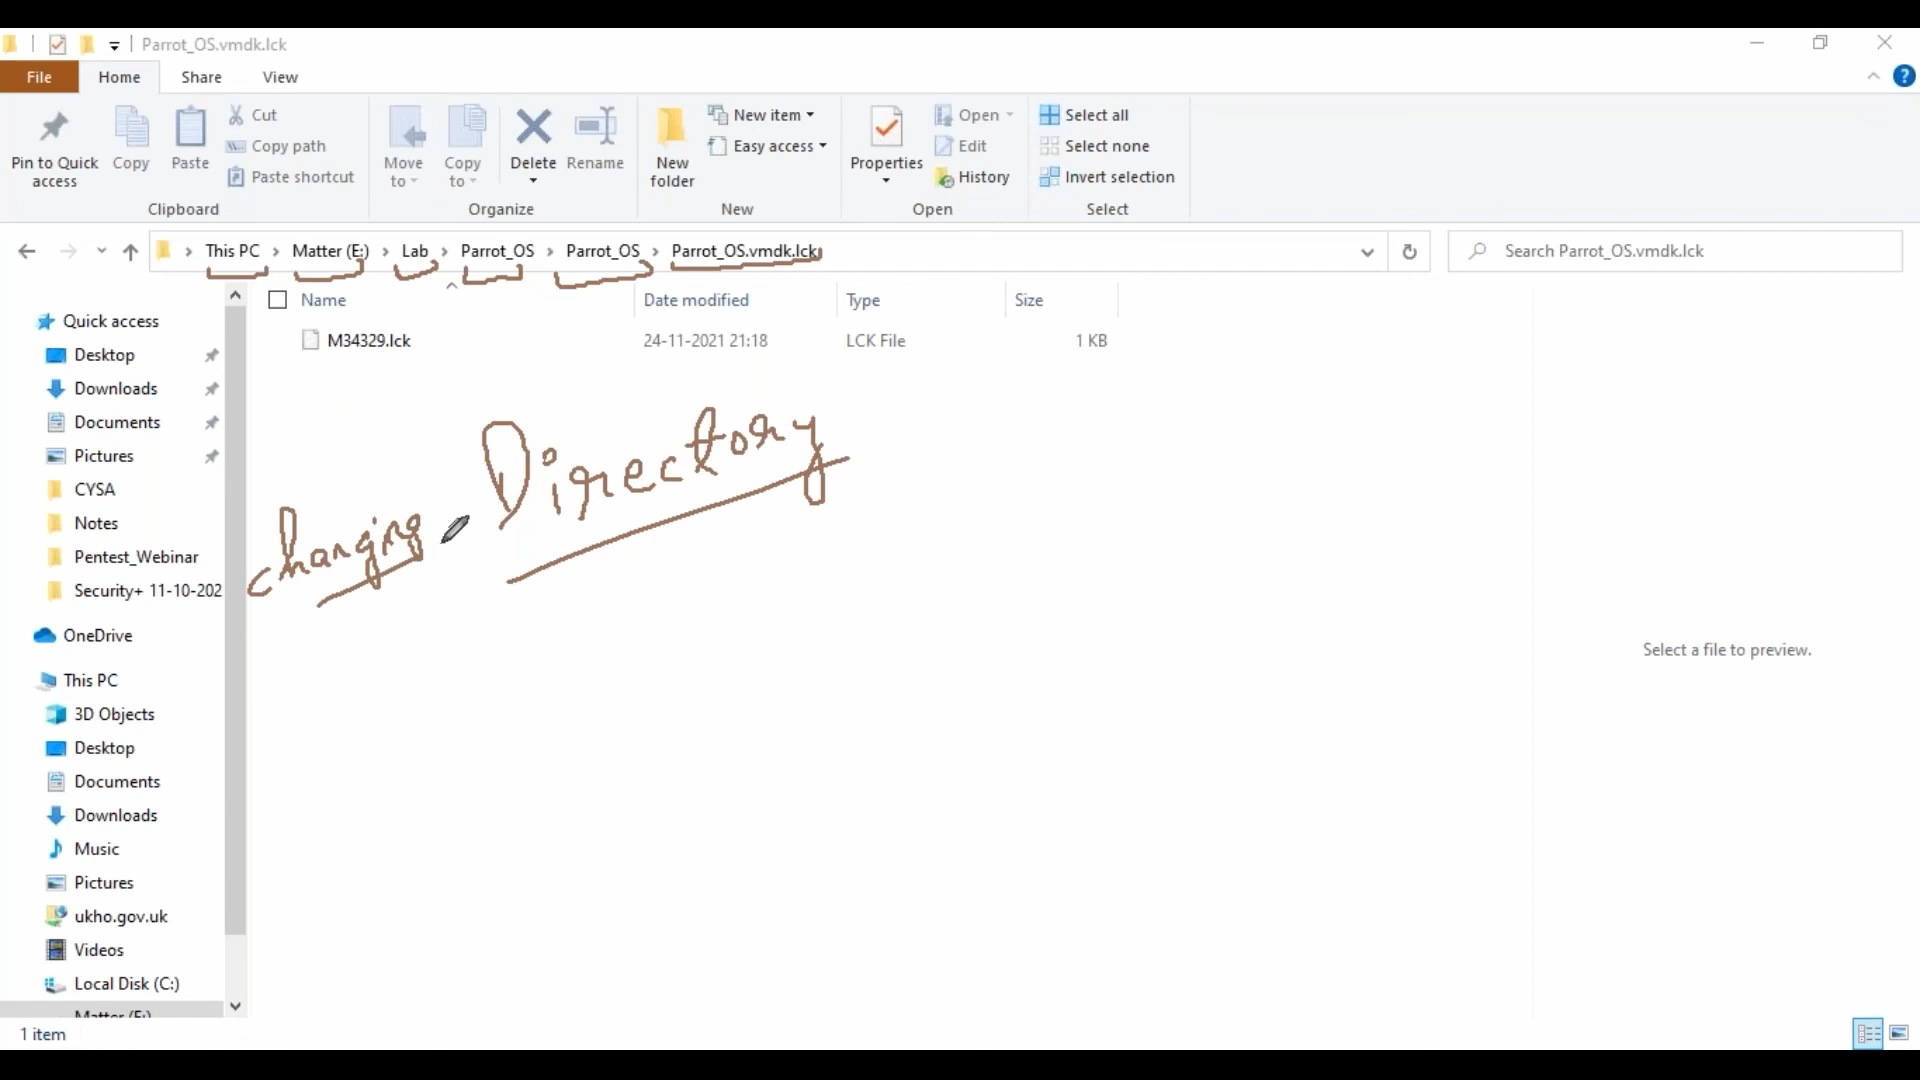 Parrot_OS.vmdk.lck
File Home Share View
Pin to Quick access
Copy
Paste
Cut
Copy path
Paste shortcut
Clipboard
Move to
Copy to
Delete
Rename
Organize
New folder
New item
Easy access
New
Properties
Open
Edit
History
Open
Select all
Select none
Invert selection
Select
This PC > Matter (E:) > Lab > Parrot_OS > Parrot_OS > Parrot_OS.vmdk.lck
Search Parrot_OS.vmdk.lck
Name Date modified Type Size
M34329.lck 24-11-2021 21:18 LCK File 1 KB
changing Directory
Quick access
Desktop
Downloads
Documents
Pictures
CYSA
Notes
Pentest_Webinar
Security+ 11-10-202
OneDrive
This PC
3D Objects
Desktop
Documents
Downloads
Music
Pictures
ukho.gov.uk
Videos
Local Disk (C:)
Matter (E:)
Select a file to preview.
1 item